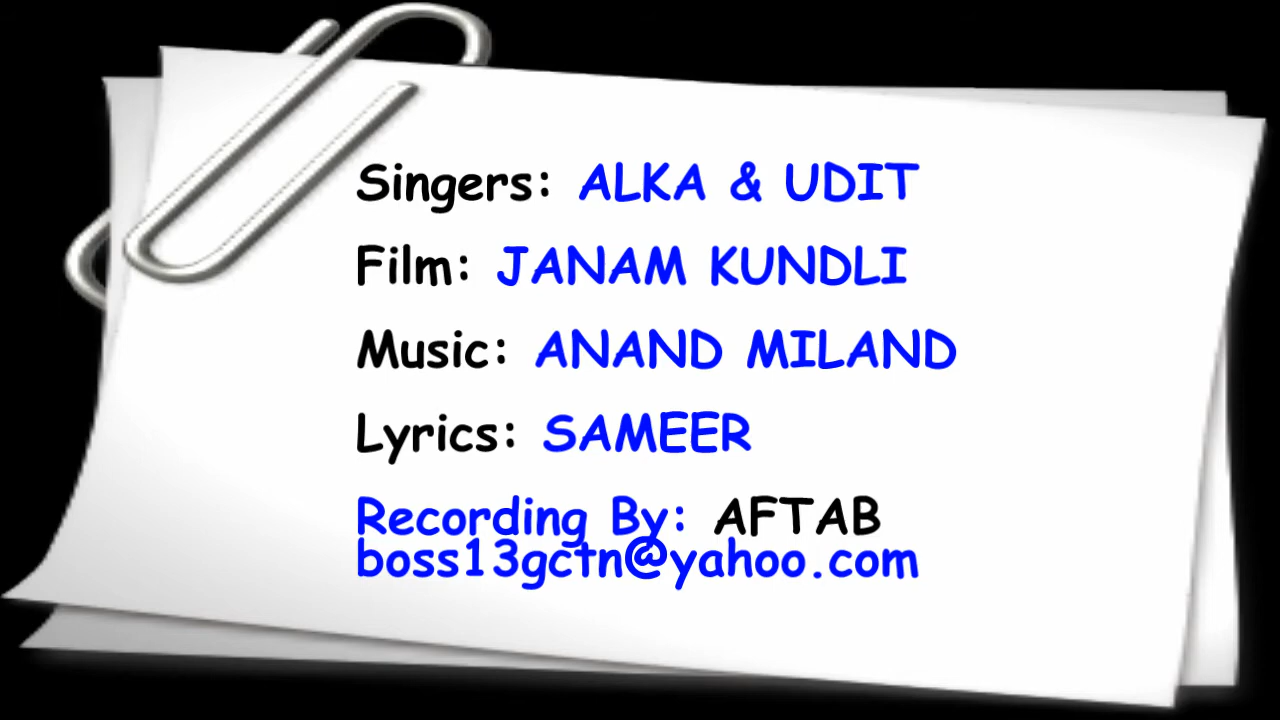 Singers: ALKA & UDIT
Film: JANAM KUNDLI
Music: ANAND MILAND
Lyrics: SAMEER
Recording By: AFTAB
boss13gctn@yahoo.com